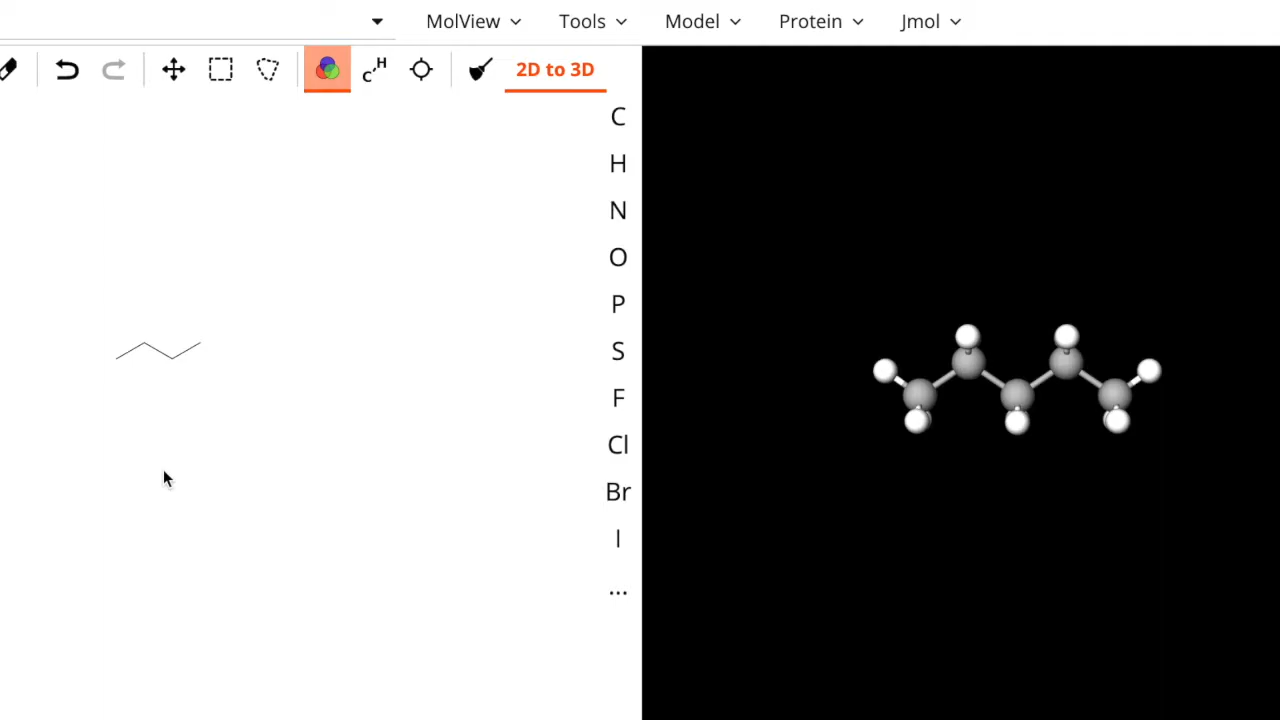 MolView Tools Model Protein Jmol
C H 2D to 3D
C
H
N
O
P
S
F
Cl
Br
I
...